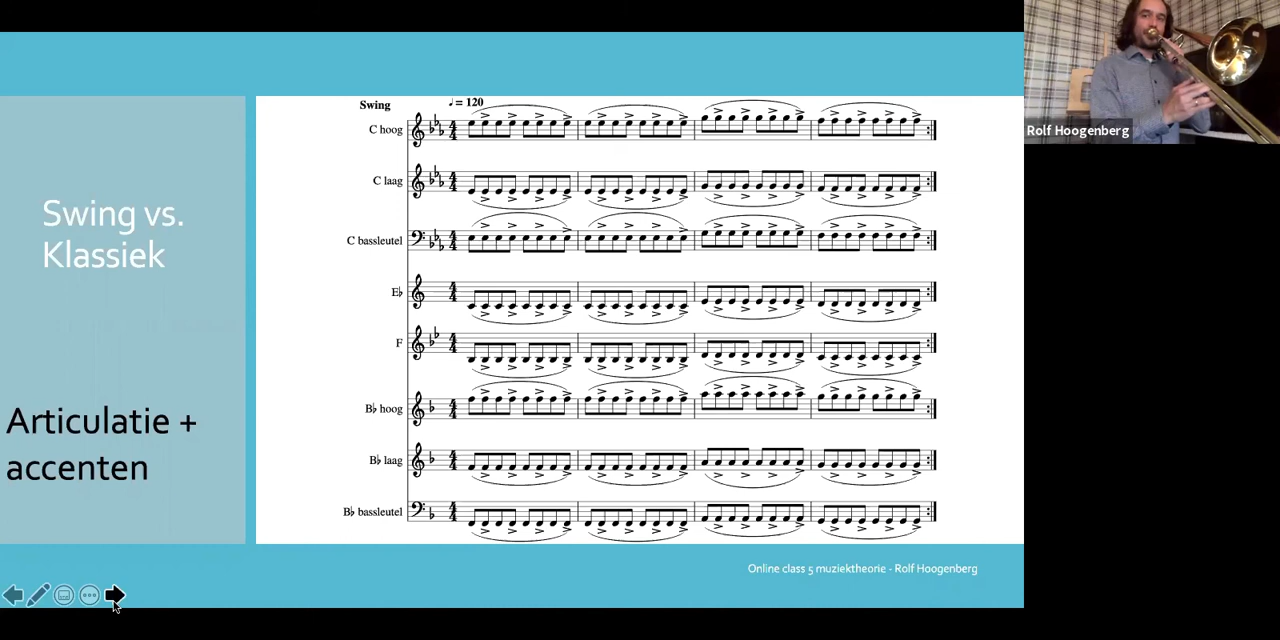 Swing vs.
Klassiek
Articulatie +
accenten
Swing
♩ = 120
C hoog
C laag
C bassleutel
E♭
F
B♭ hoog
B♭ laag
B♭ bassleutel
Online class 5 muziektheorie - Rolf Hoogenberg
Rolf Hoogenberg